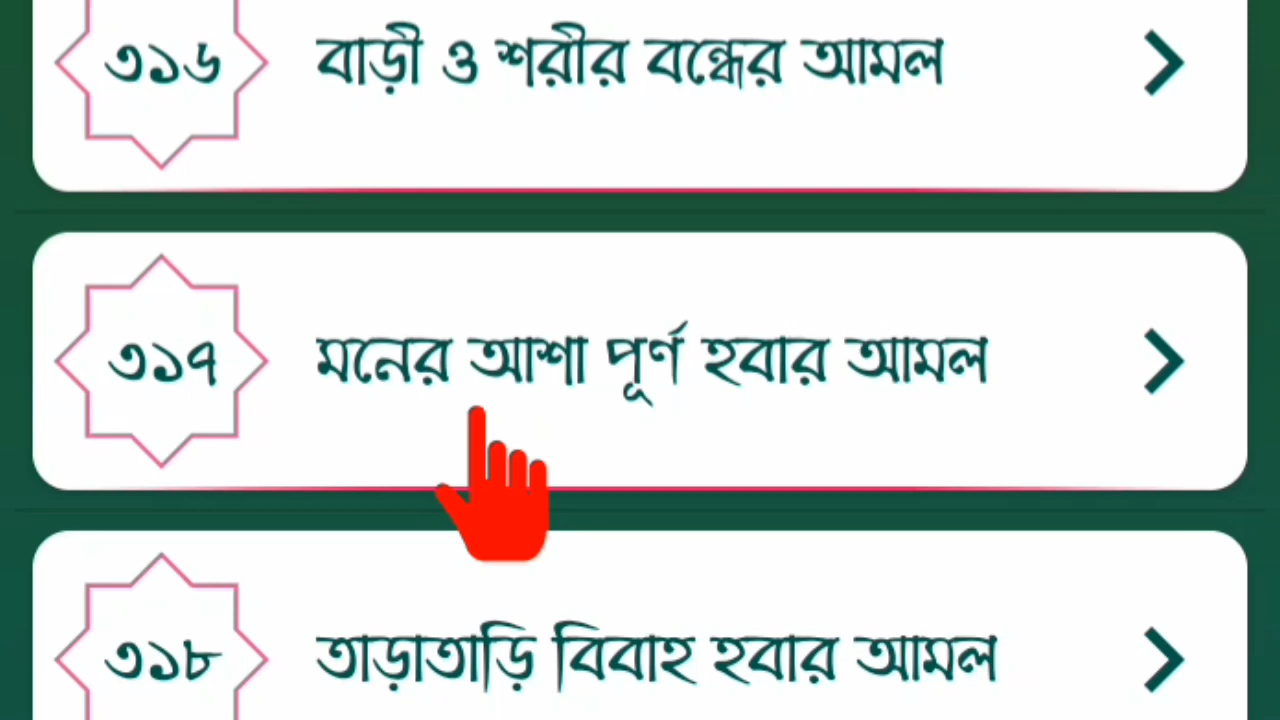 ৩১৬ বাড়ী ও শরীর বন্ধের আমল
৩১৭ মনের আশা পূর্ণ হবার আমল
৩১৮ তাড়াতাড়ি বিবাহ হবার আমল